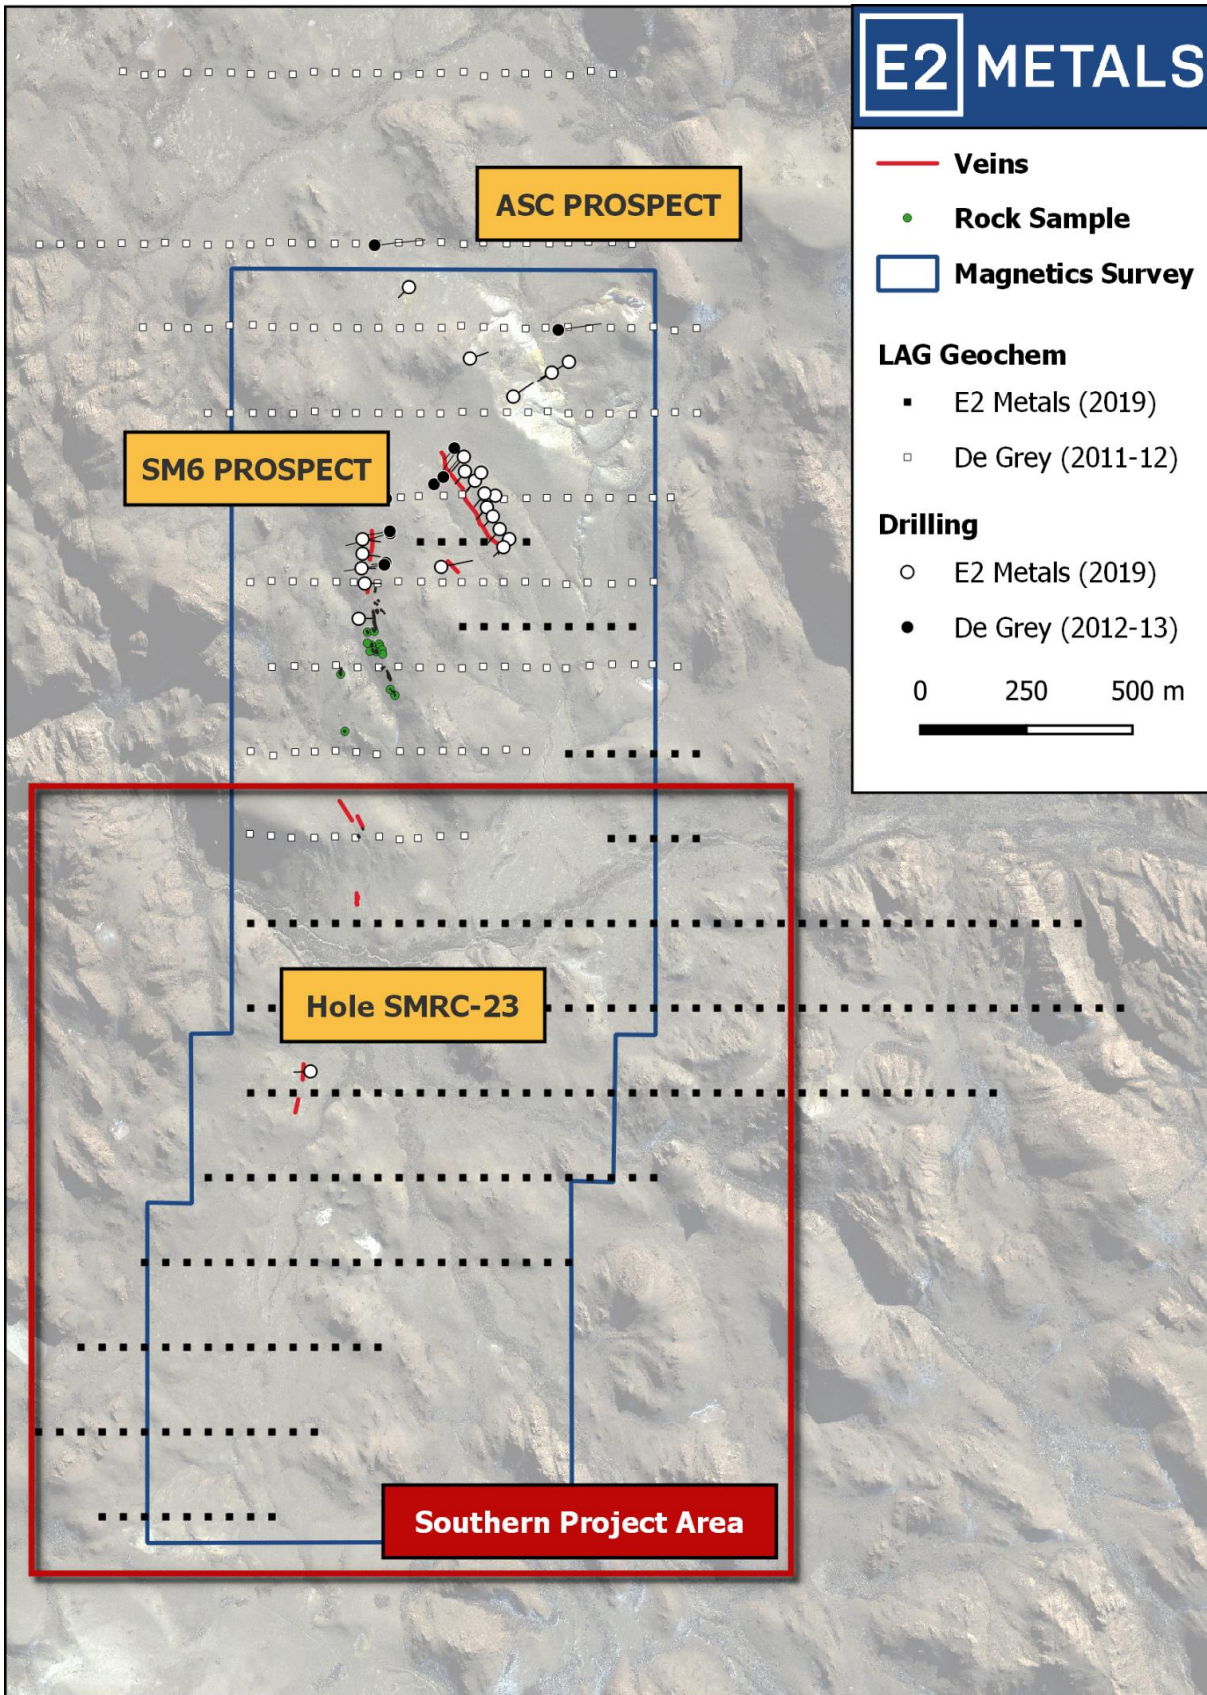 E2 METALS
Veins
Rock Sample
Magnetics Survey
LAG Geochem
E2 Metals (2019)
De Grey (2011-12)
Drilling
E2 Metals (2019)
De Grey (2012-13)
0 250 500 m
ASC PROSPECT
SM6 PROSPECT
Hole SMRC-23
Southern Project Area